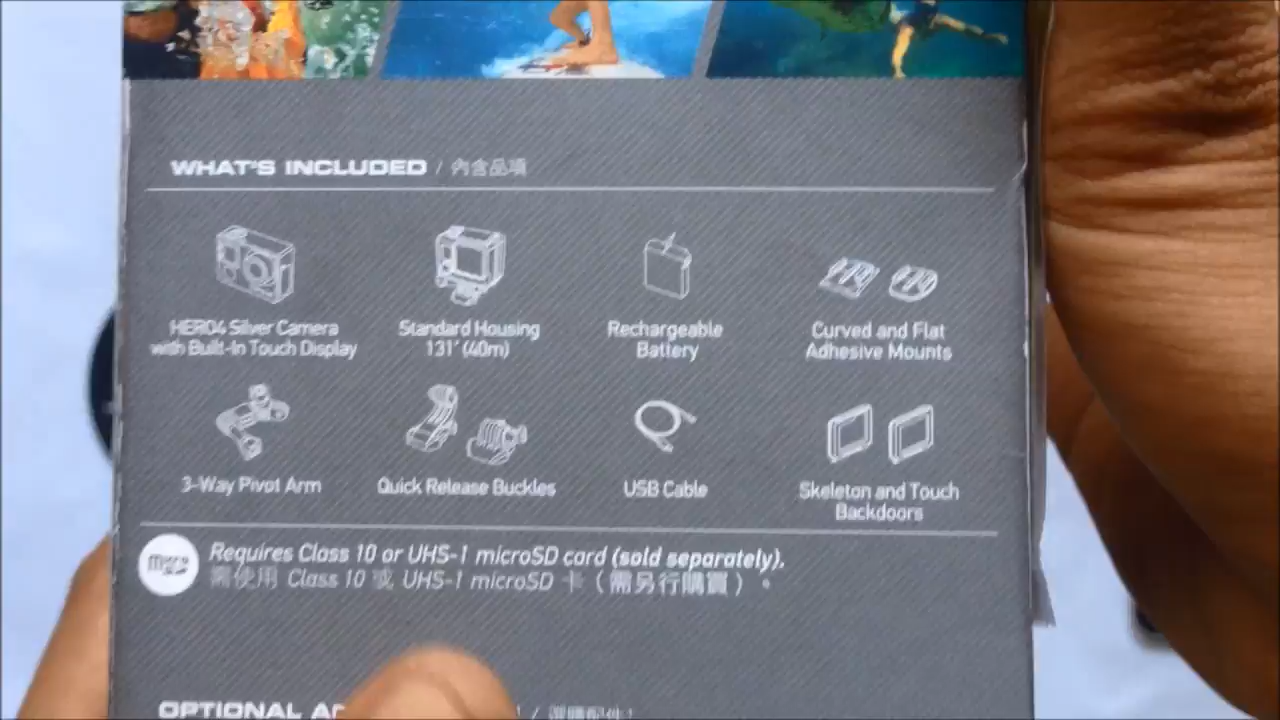 WHAT'S INCLUDED / 內含品項
HERO4 Silver Camera
with Built-In Touch Display
Standard Housing
131' (40m)
Rechargeable
Battery
Curved and Flat
Adhesive Mounts
3-Way Pivot Arm
Quick Release Buckles
USB Cable
Skeleton and Touch
Backdoors
micro
Requires Class 10 or UHS-1 microSD card (sold separately).
需使用 Class 10 或 UHS-1 microSD 卡（需另行購買）。
OPTIONAL